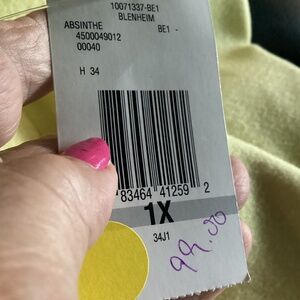 10071337-BE1
BLENHEIM
ABSINTHE BE1 -
4500049012
00040
H 34
83464 41259 2
1X
34J1
99.00